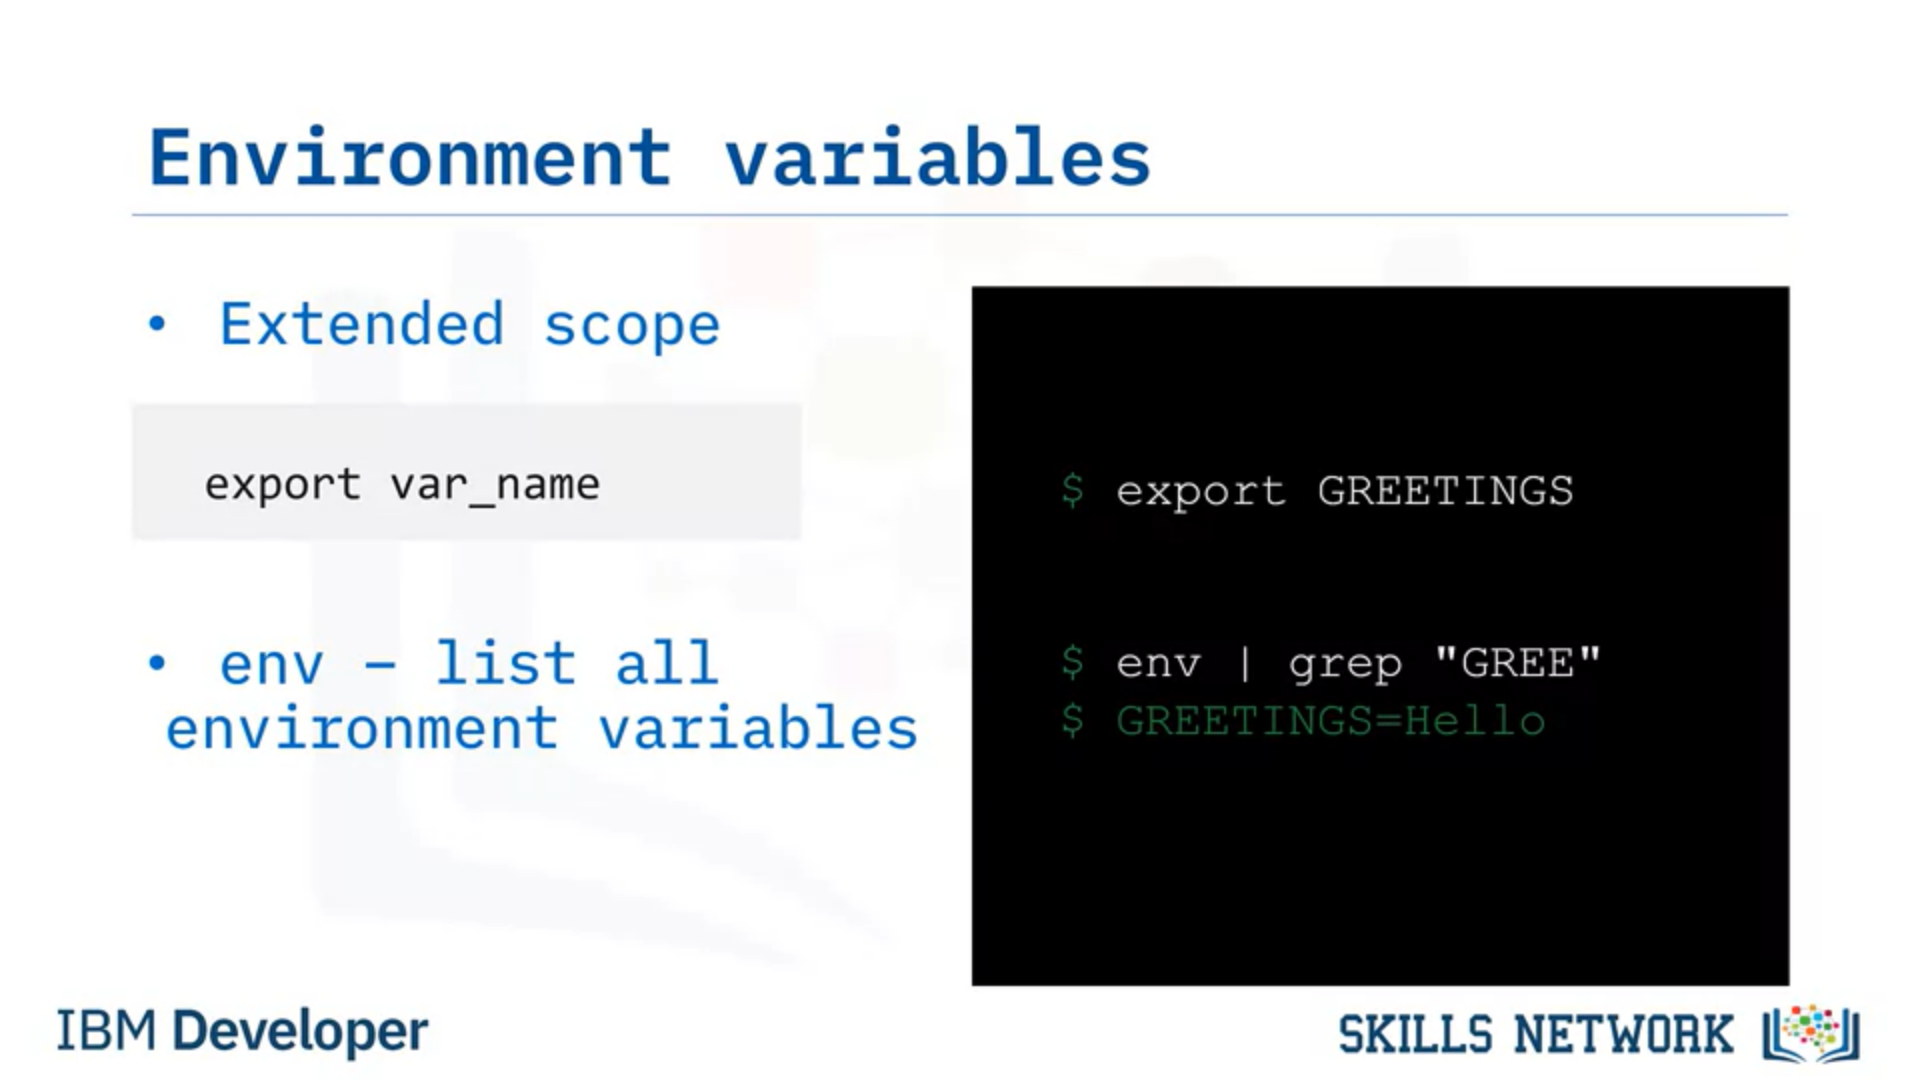 Environment variables
• Extended scope
export var_name
• env – list all
environment variables
$ export GREETINGS
$ env | grep "GREE"
$ GREETINGS=Hello
IBM Developer
SKILLS NETWORK